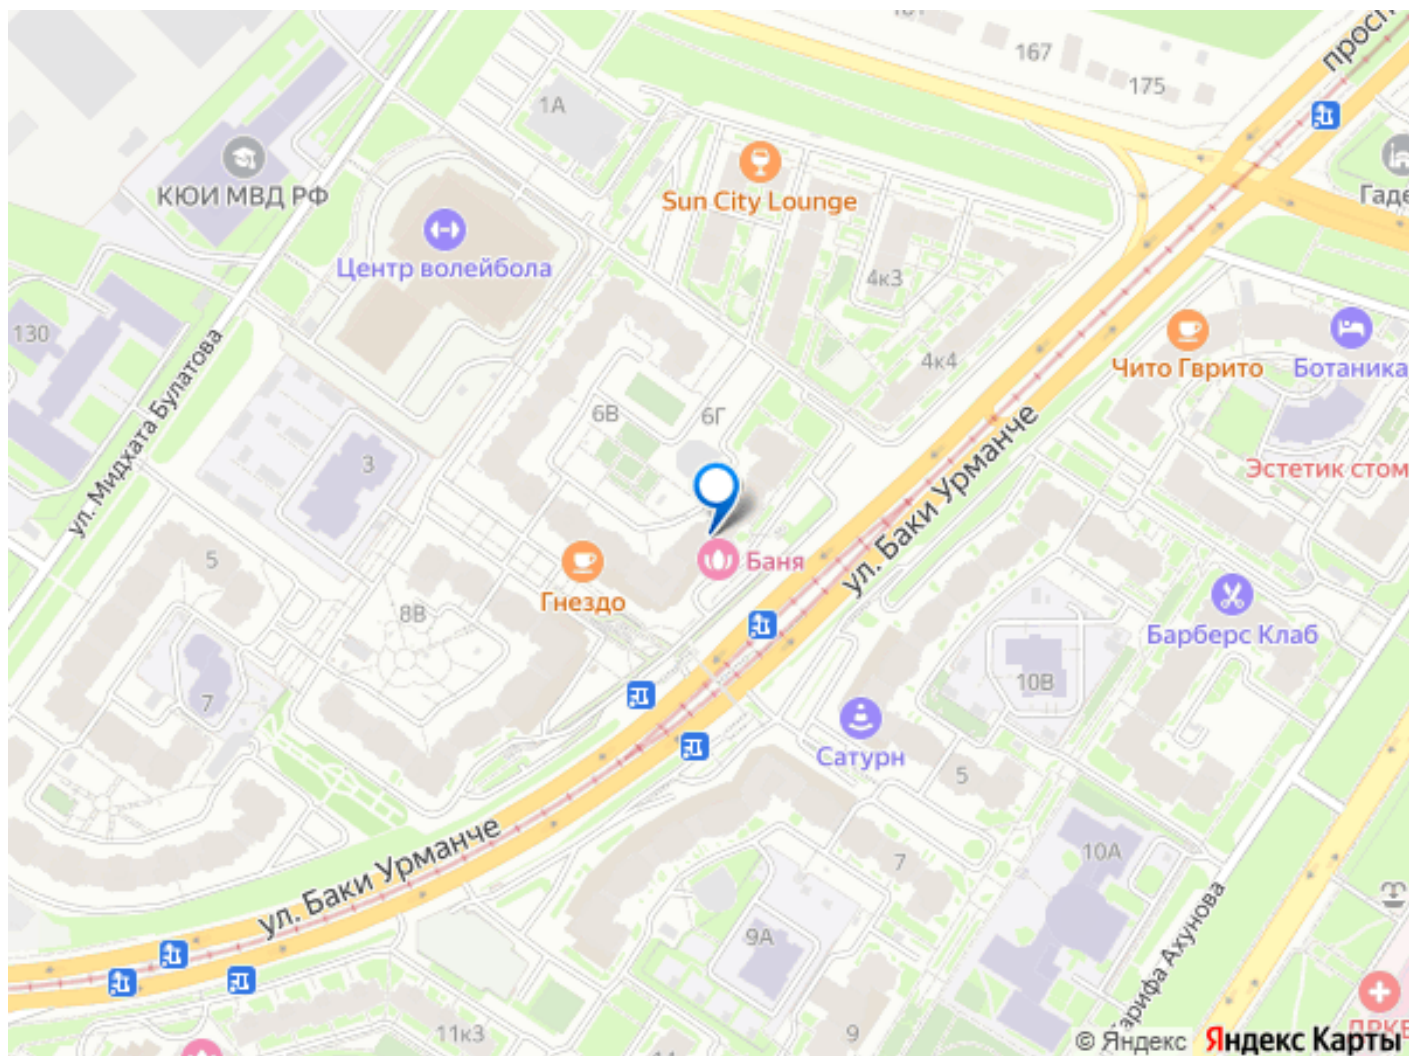 просп
167
175
1А
КЮИ МВД РФ
Sun City Lounge
Гаде
Центр волейбола
4к3
130
4к4
Чито Гврито
Ботаника
ул. Мидхата Булатова
6В
6Г
3
ул. Баки Урманче
Эстетик стом
5
Баня
Гнездо
8В
Барберс Клаб
7
10В
Сатурн
5
ул. Баки Урманче
7
10А
9А
арифа Ахунова
11к3
9
ДРКБ
© Яндекс Яндекс Карты